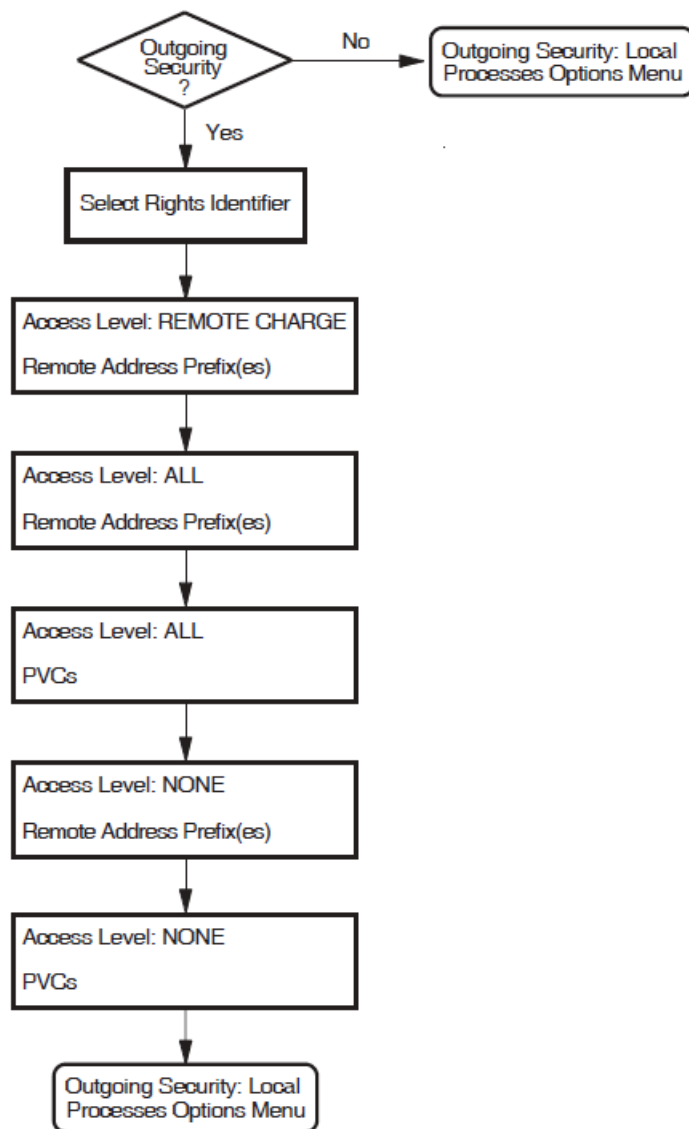 Outgoing
Security
?
No
Outgoing Security: Local
Processes Options Menu
Yes
Select Rights Identifier
Access Level: REMOTE CHARGE
Remote Address Prefix(es)
Access Level: ALL
Remote Address Prefix(es)
Access Level: ALL
PVCs
Access Level: NONE
Remote Address Prefix(es)
Access Level: NONE
PVCs
Outgoing Security: Local
Processes Options Menu